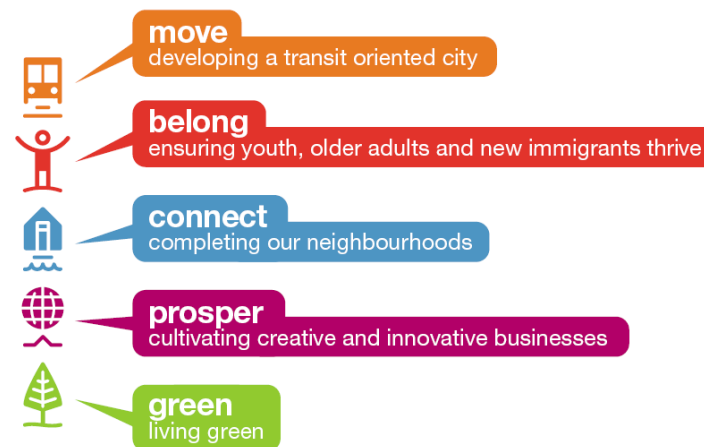 move
developing a transit oriented city
belong
ensuring youth, older adults and new immigrants thrive
connect
completing our neighbourhoods
prosper
cultivating creative and innovative businesses
green
living green